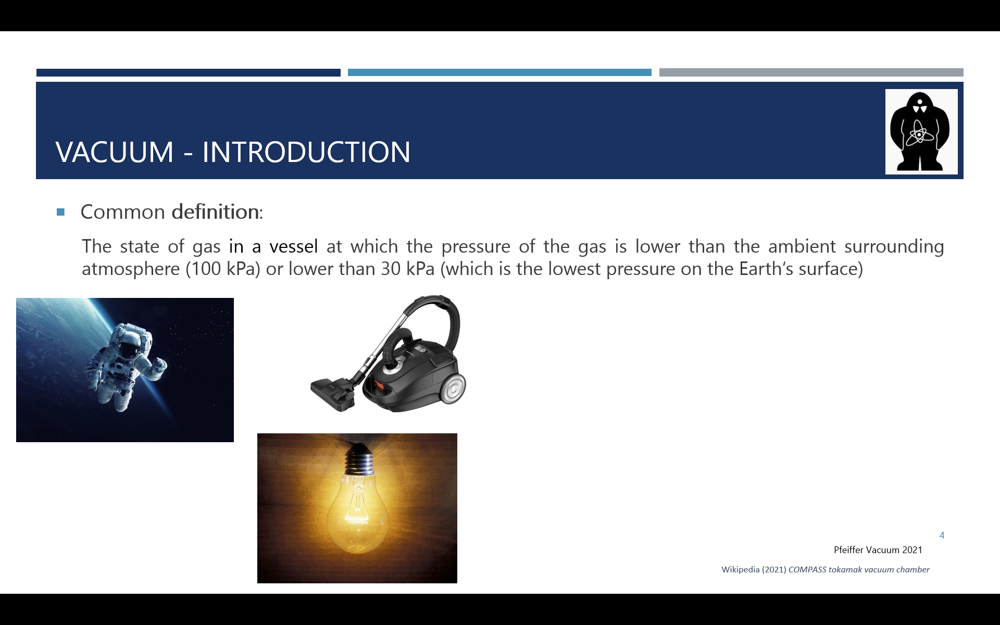 VACUUM - INTRODUCTION
Common definition:
The state of gas in a vessel at which the pressure of the gas is lower than the ambient surrounding
atmosphere (100 kPa) or lower than 30 kPa (which is the lowest pressure on the Earth‘s surface)
4
Pfeiffer Vacuum 2021
Wikipedia (2021) COMPASS tokamak vacuum chamber